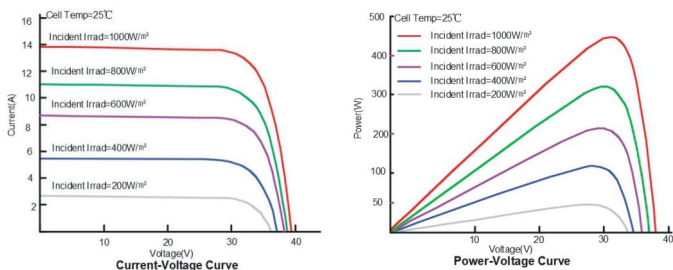 Cell Temp=25℃
16
14
12
10
8
6
4
2
Current(A)
Incident Irrad=1000W/m²
Incident Irrad=800W/m²
Incident Irrad=600W/m²
Incident Irrad=400W/m²
Incident Irrad=200W/m²
10
20
30
40
Voltage(V)
Current-Voltage Curve
500
400
300
200
100
50
Power(W)
Cell Temp=25℃
Incident Irrad=1000W/m²
Incident Irrad=800W/m²
Incident Irrad=600W/m²
Incident Irrad=400W/m²
Incident Irrad=200W/m²
10
20
30
40
Voltage(V)
Power-Voltage Curve